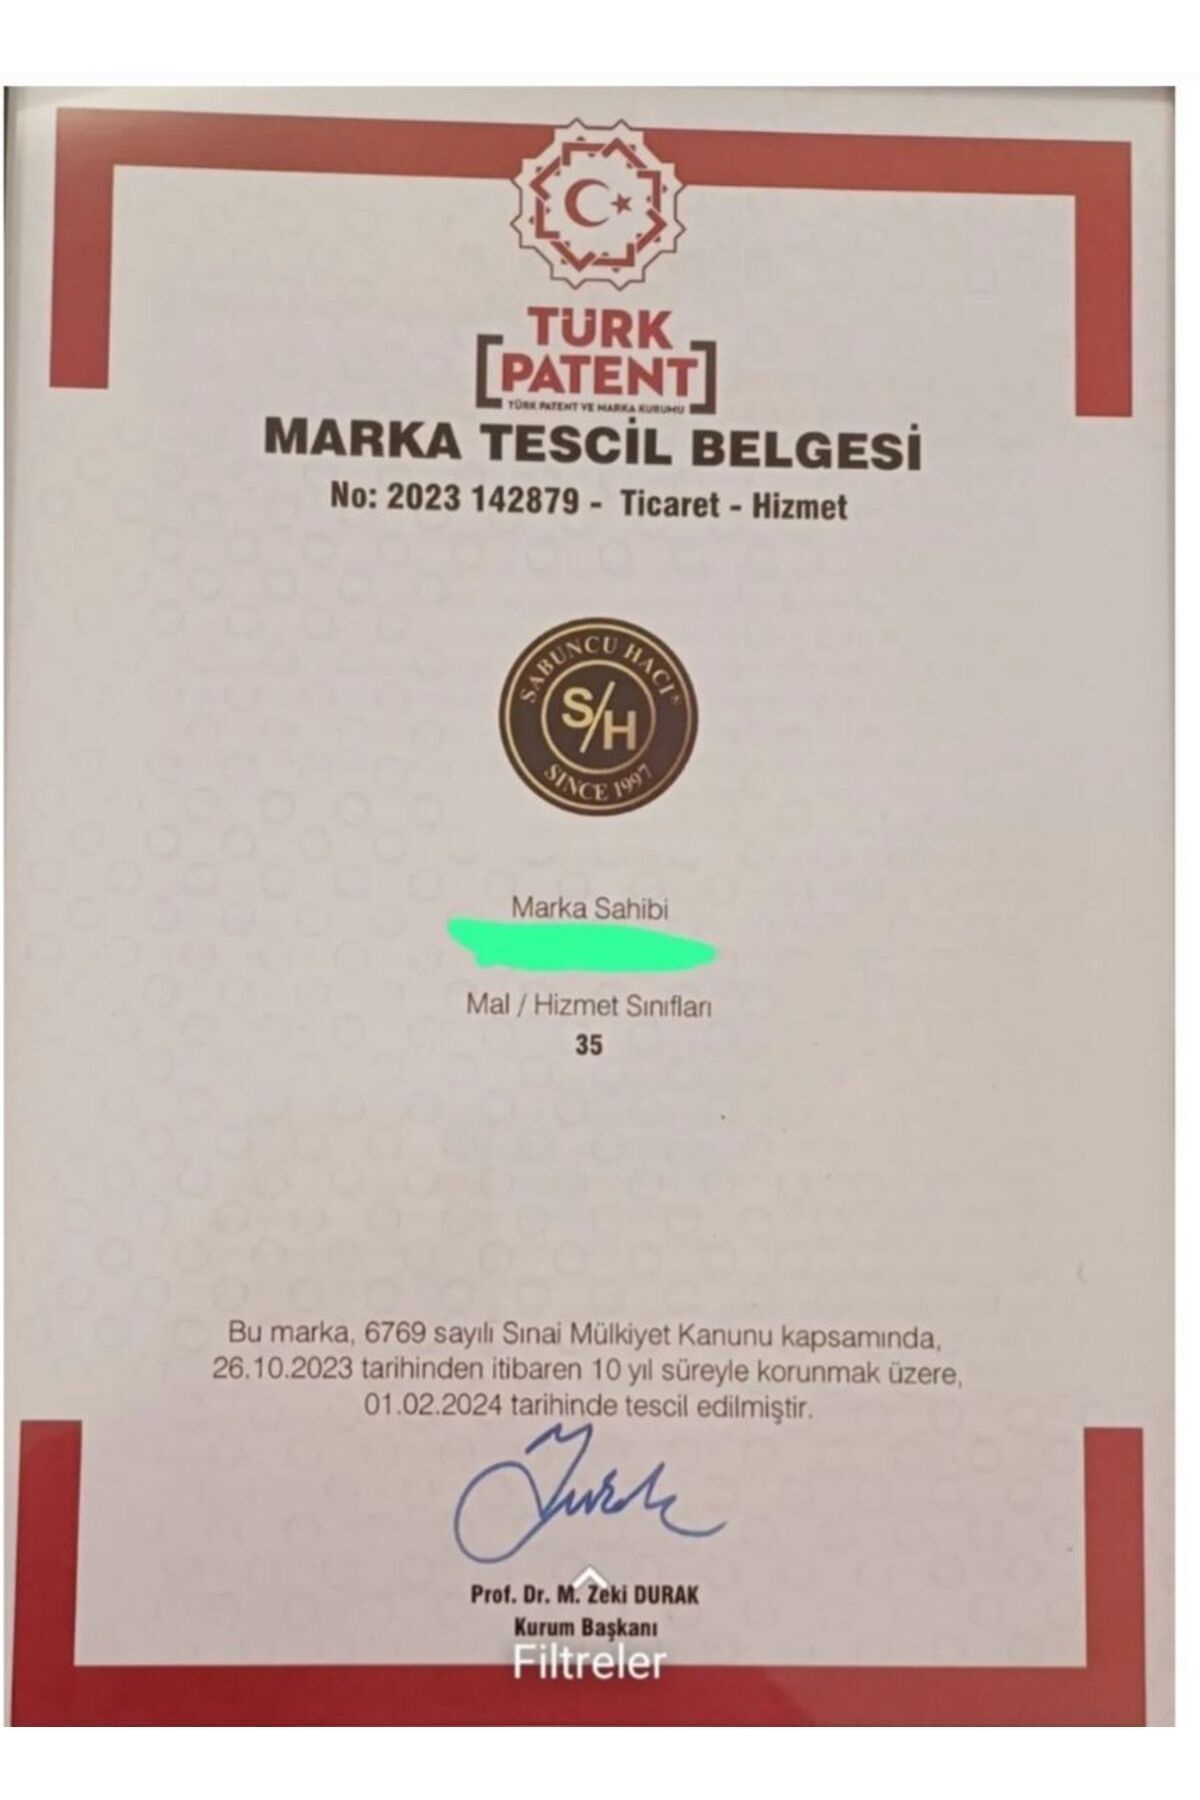 TÜRK
PATENT
TÜRK PATENT VE MARKA KURUMU
MARKA TESCİL BELGESİ
No: 2023 142879 - Ticaret - Hizmet
SABUNCU HACI®
S/H
SINCE 1997
Marka Sahibi
Mal / Hizmet Sınıfları
35
Bu marka, 6769 sayılı Sınai Mülkiyet Kanunu kapsamında,
26.10.2023 tarihinden itibaren 10 yıl süreyle korunmak üzere,
01.02.2024 tarihinde tescil edilmiştir.
Prof. Dr. M. Zeki DURAK
Kurum Başkanı
Filtreler